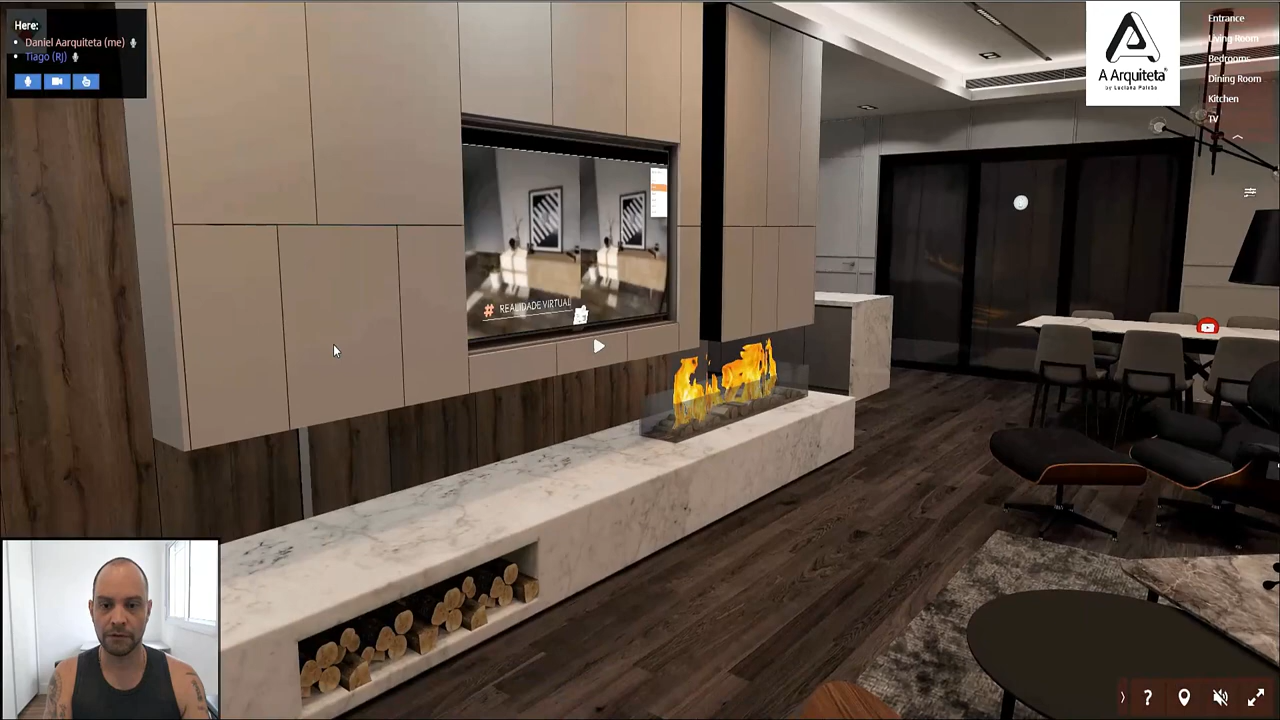 Here:
Daniel Aarquiteta (me)
Tiago (RJ)
A Arquiteta®
by Luciana Paixão
Entrance
Living Room
Bedrooms
Dining Room
Kitchen
TV
# REALIDADE VIRTUAL
?